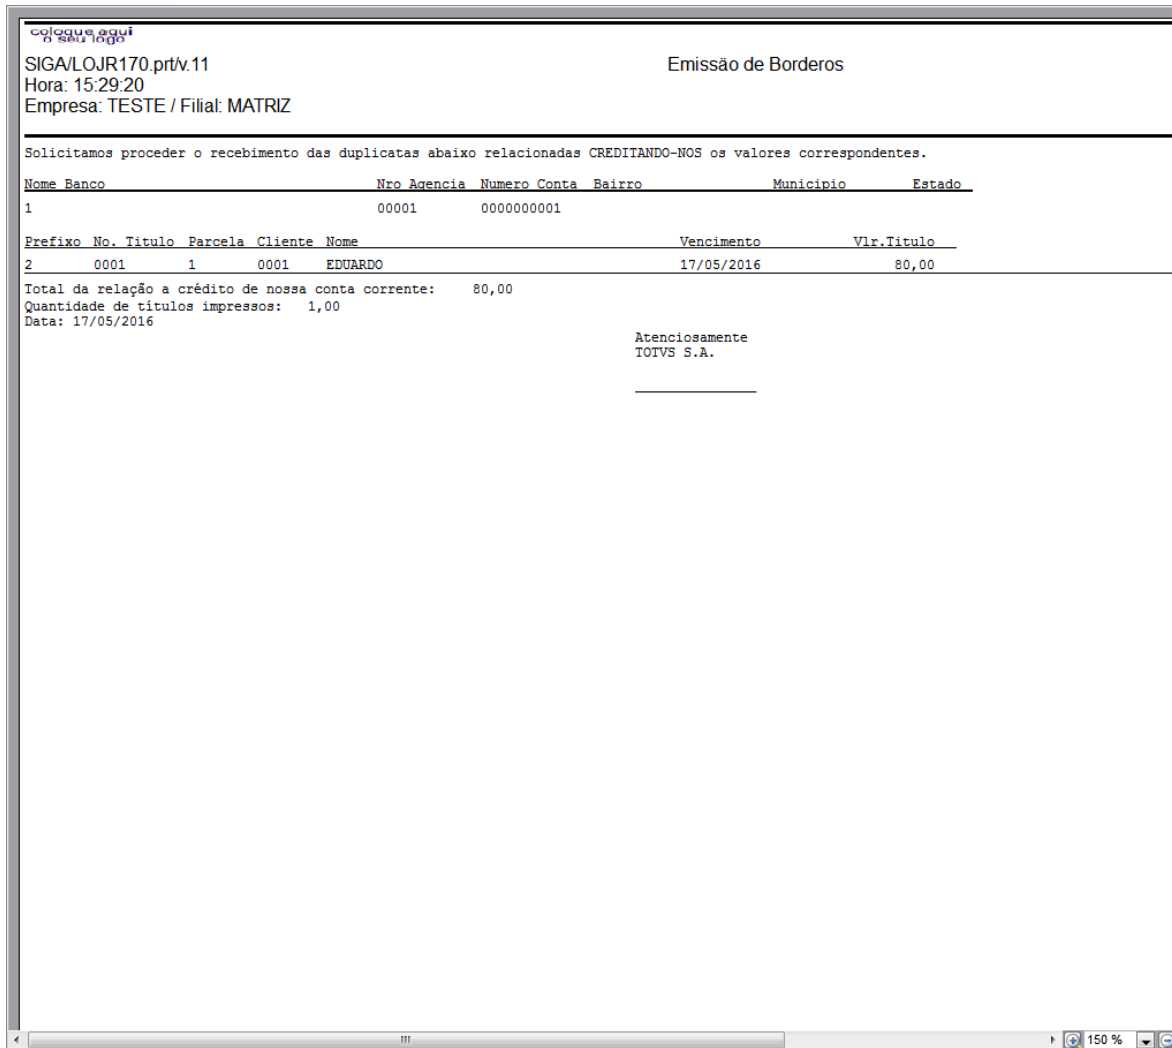 coloque aqui
o seu logo
SIGA/LOJR170.prt/v.11 Emissão de Borderos
Hora: 15:29:20
Empresa: TESTE / Filial: MATRIZ
Solicitamos proceder o recebimento das duplicatas abaixo relacionadas CREDITANDO-NOS os valores correspondentes.
Nome Banco Nro Agencia Numero Conta Bairro Municipio Estado
1 00001 0000000001
Prefixo No. Titulo Parcela Cliente Nome Vencimento Vlr.Titulo
2 0001 1 0001 EDUARDO 17/05/2016 80,00
Total da relação a crédito de nossa conta corrente: 80,00
Quantidade de títulos impressos: 1,00
Data: 17/05/2016
Atenciosamente
TOTVS S.A.
150 %